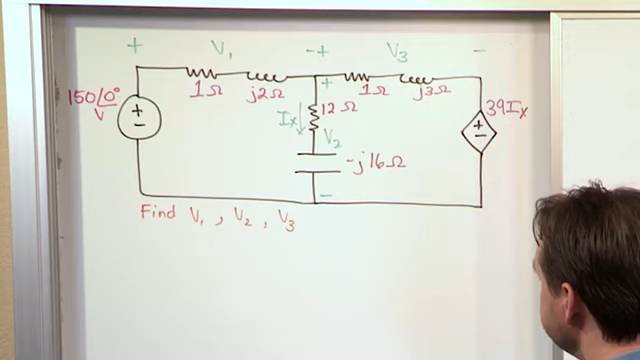 + V₁ - + V₃ -
150∠0° V
+
-
1Ω
j2Ω
+
1Ω
j3Ω
39Iₓ
+
-
Iₓ
12Ω
V₂
-j16Ω
-
Find V₁ , V₂ , V₃